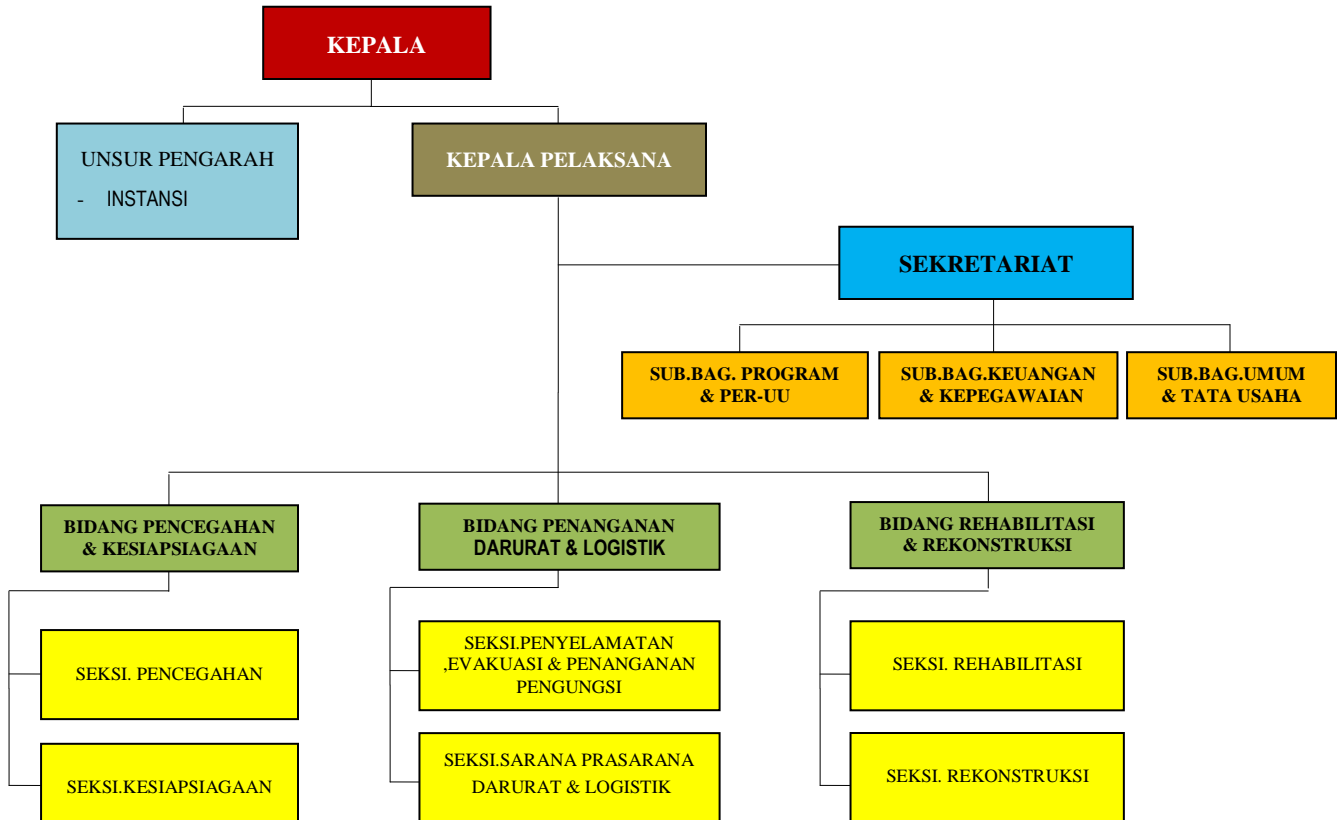 KEPALA
UNSUR PENGARAH
- INSTANSI
KEPALA PELAKSANA
SEKRETARIAT
SUB.BAG. PROGRAM
& PER-UU
SUB.BAG.KEUANGAN
& KEPEGAWAIAN
SUB.BAG.UMUM
& TATA USAHA
BIDANG PENCEGAHAN
& KESIAPSIAGAAN
BIDANG PENANGANAN
DARURAT & LOGISTIK
BIDANG REHABILITASI
& REKONSTRUKSI
SEKSI. PENCEGAHAN
SEKSI.PENYELAMATAN
,EVAKUASI & PENANGANAN
PENGUNGSI
SEKSI. REHABILITASI
SEKSI.KESIAPSIAGAAN
SEKSI.SARANA PRASARANA
DARURAT & LOGISTIK
SEKSI. REKONSTRUKSI